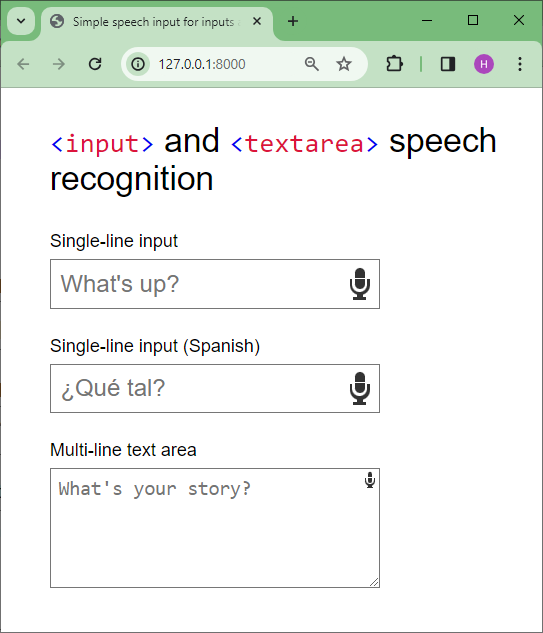 Simple speech input for inputs
127.0.0.1:8000
H
<input> and <textarea> speech
recognition
Single-line input
What's up?
Single-line input (Spanish)
¿Qué tal?
Multi-line text area
What's your story?